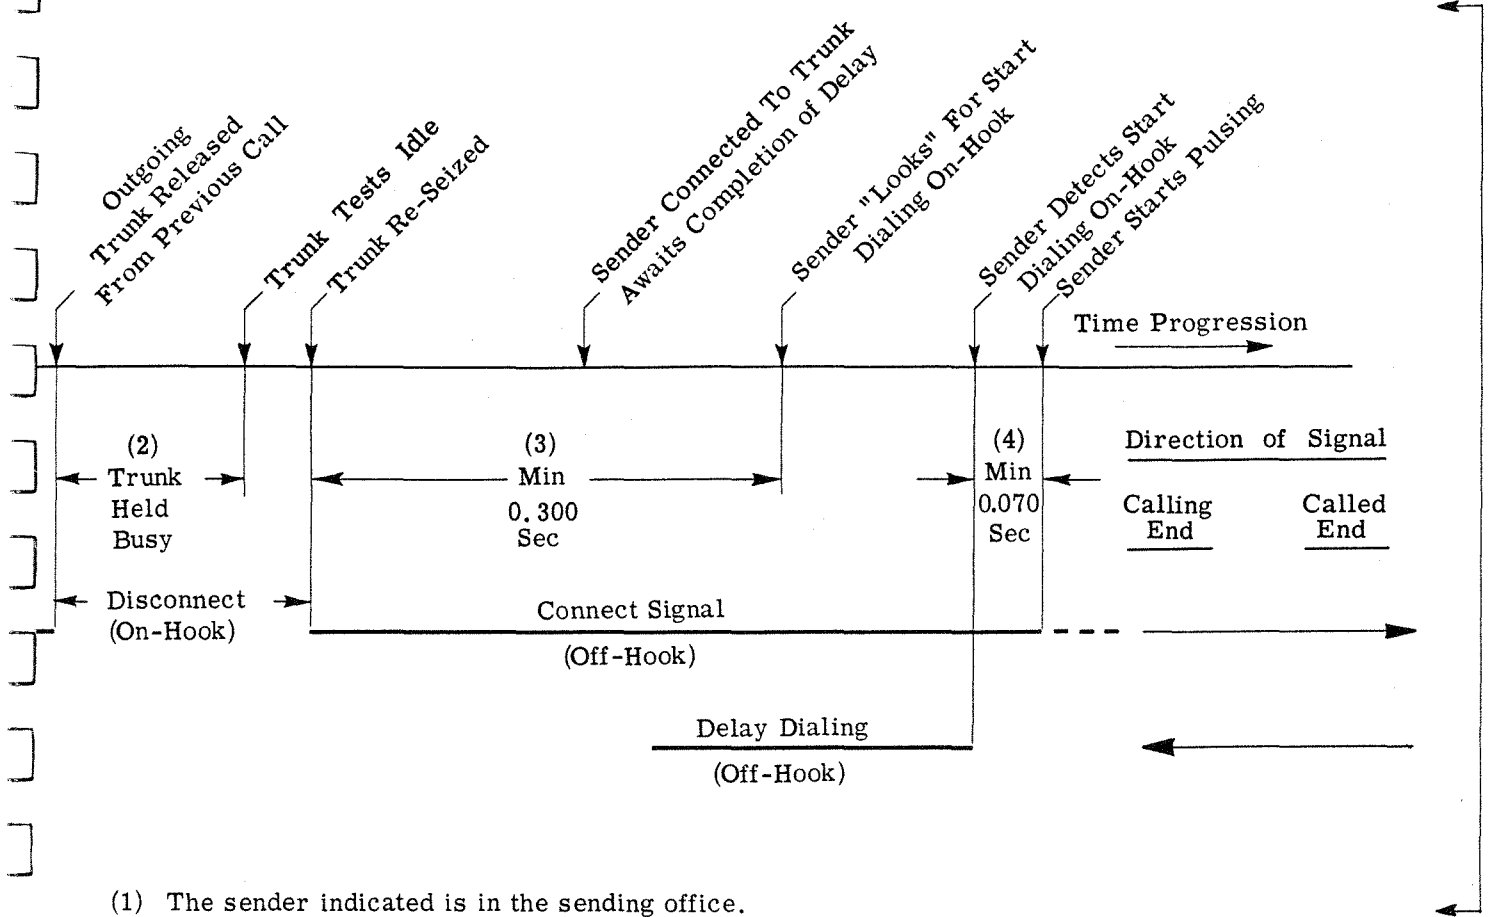 Outgoing
Trunk Released
From Previous Call
Trunk Tests Idle
Trunk Re-Seized
Sender Connected To Trunk
Awaits Completion of Delay
Sender "Looks" For Start
Dialing On-Hook
Sender Detects Start
Dialing On-Hook
Sender Starts Pulsing
Time Progression
(2)
Trunk
Held
Busy
(3)
Min
0.300
Sec
(4)
Min
0.070
Sec
Direction of Signal
Calling
End
Called
End
Disconnect
(On-Hook)
Connect Signal
(Off-Hook)
Delay Dialing
(Off-Hook)
(1) The sender indicated is in the sending office.